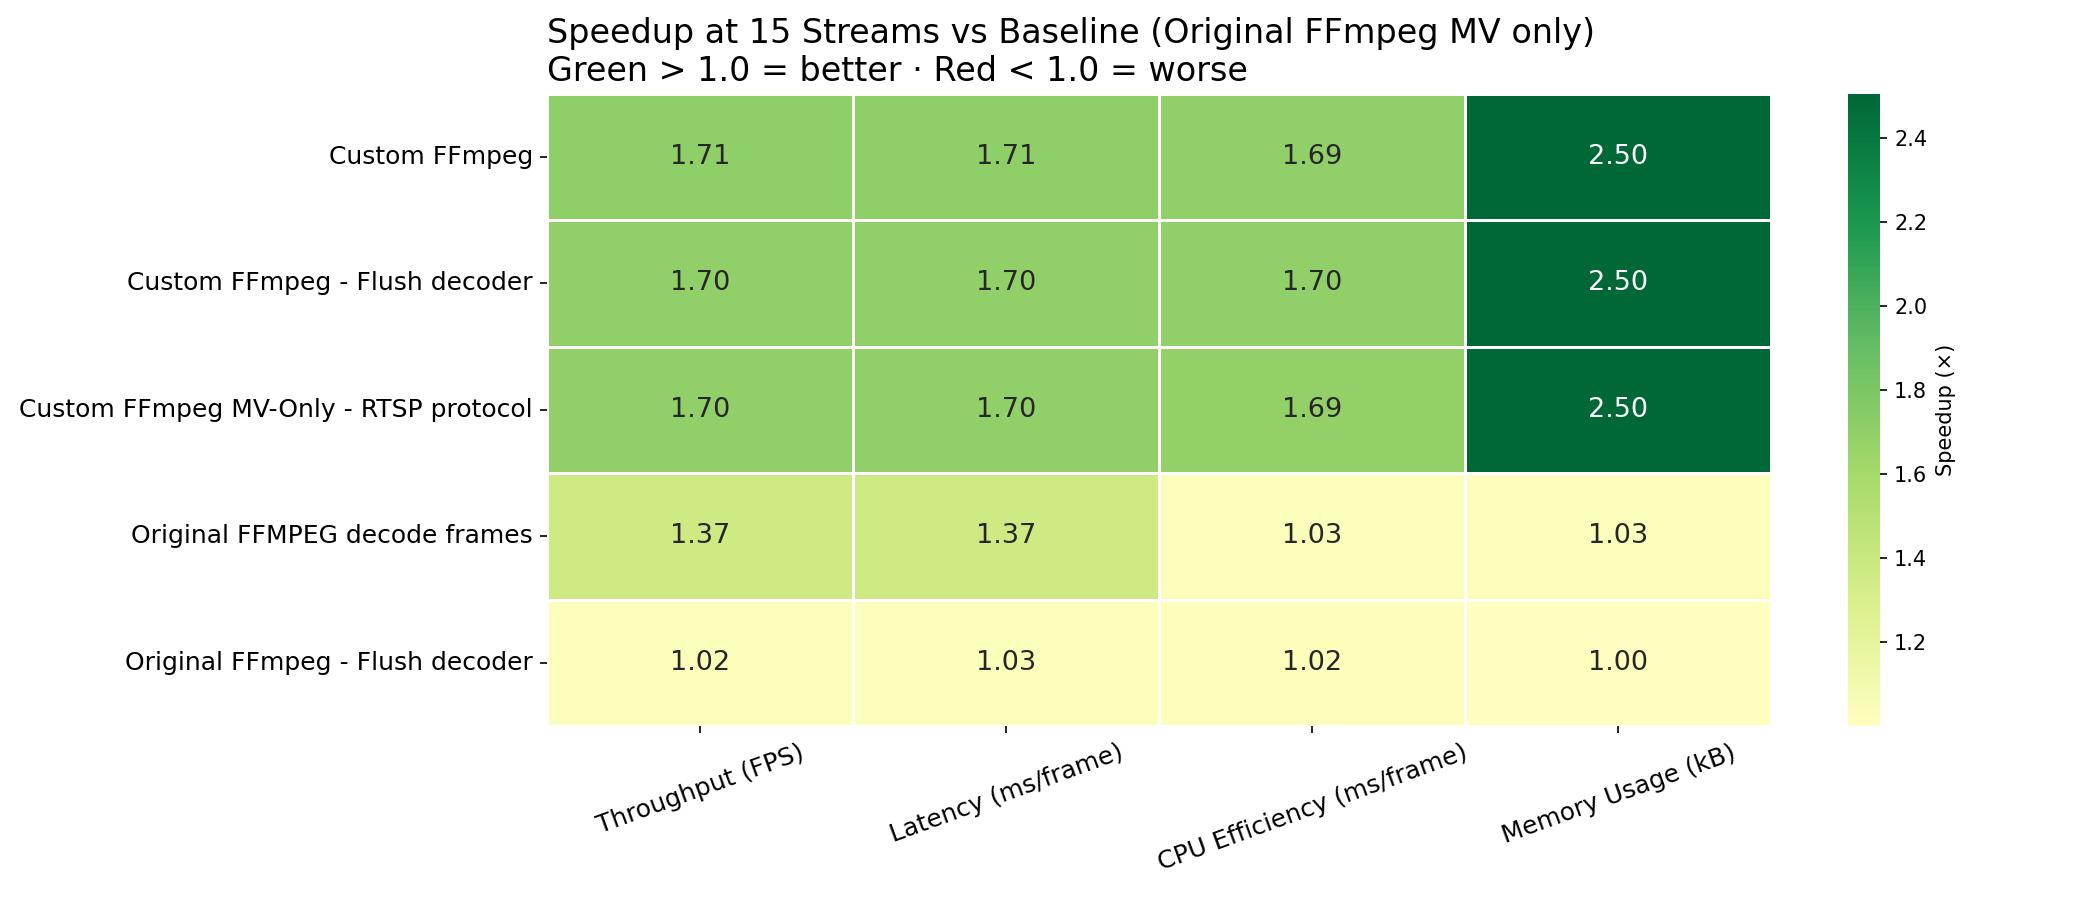 Speedup at 15 Streams vs Baseline (Original FFmpeg MV only)
Green > 1.0 = better · Red < 1.0 = worse
Custom FFmpeg
1.71
1.71
1.69
2.50
Custom FFmpeg - Flush decoder
1.70
1.70
1.70
2.50
Custom FFmpeg MV-Only - RTSP protocol
1.70
1.70
1.69
2.50
Original FFMPEG decode frames
1.37
1.37
1.03
1.03
Original FFmpeg - Flush decoder
1.02
1.03
1.02
1.00
Throughput (FPS)
Latency (ms/frame)
CPU Efficiency (ms/frame)
Memory Usage (kB)
2.4
2.2
2.0
1.8
1.6
1.4
1.2
Speedup (×)